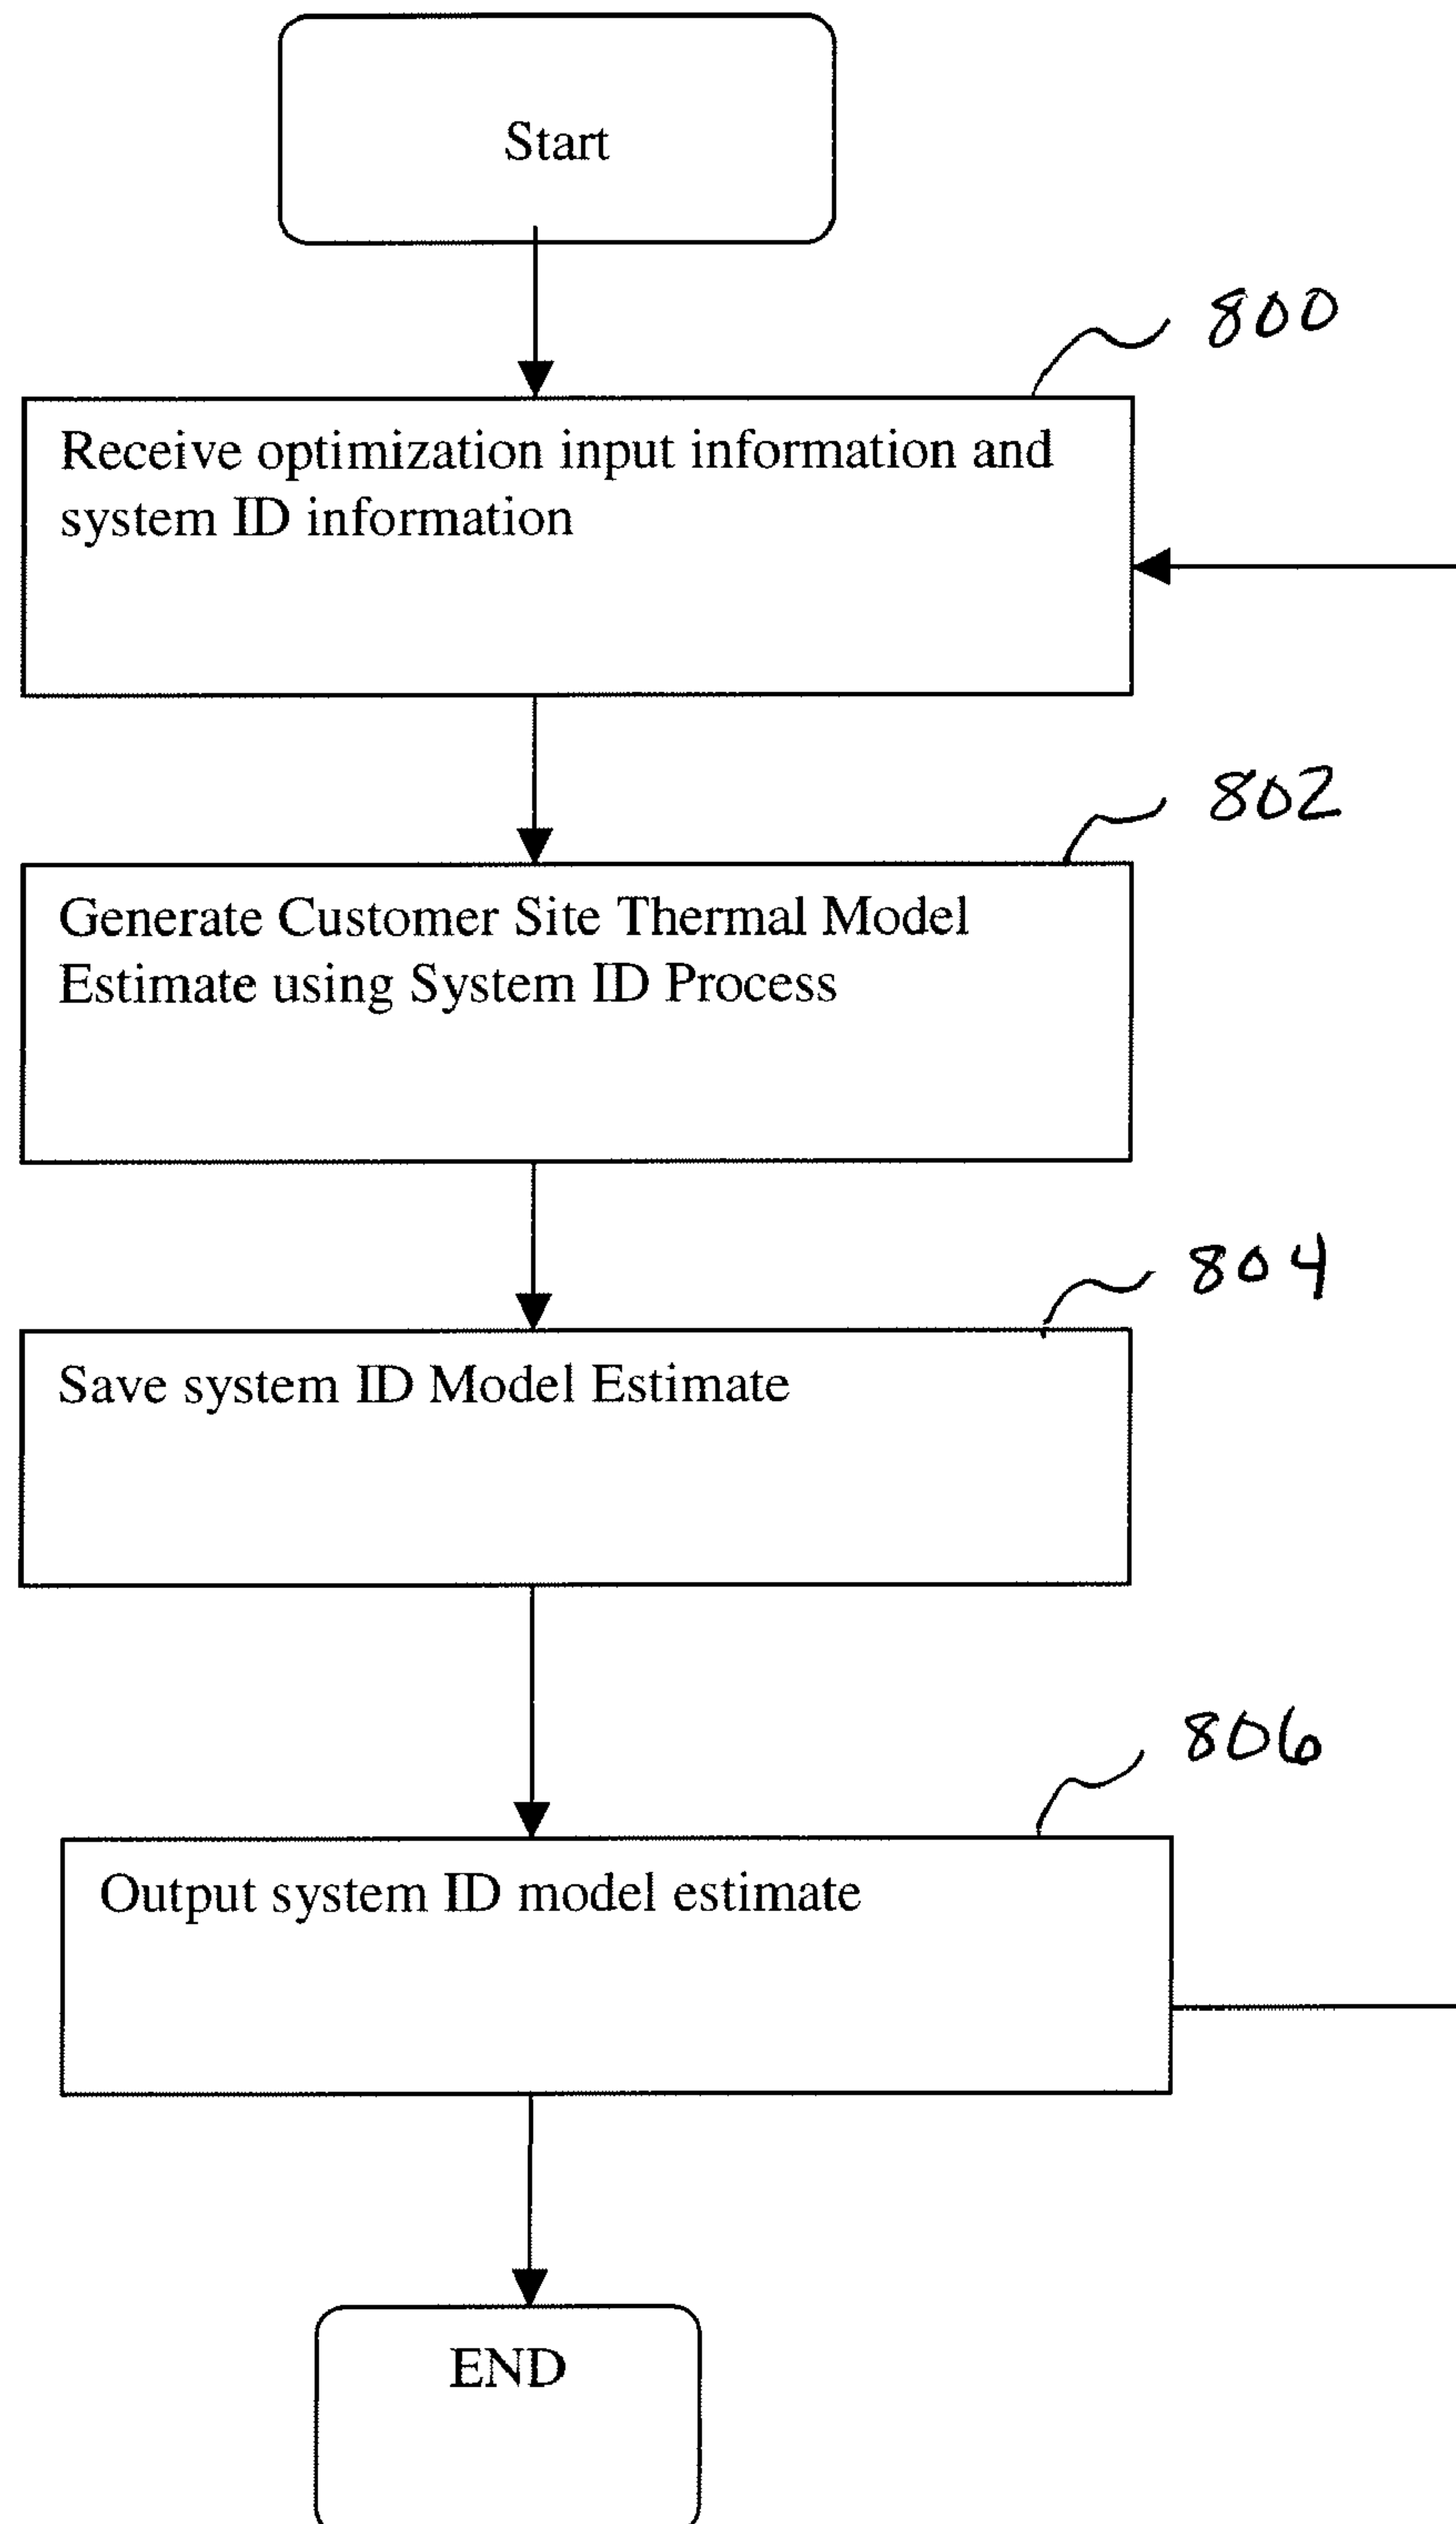 Start
800
Receive optimization input information and
system ID information
802
Generate Customer Site Thermal Model
Estimate using System ID Process
804
Save system ID Model Estimate
806
Output system ID model estimate
END